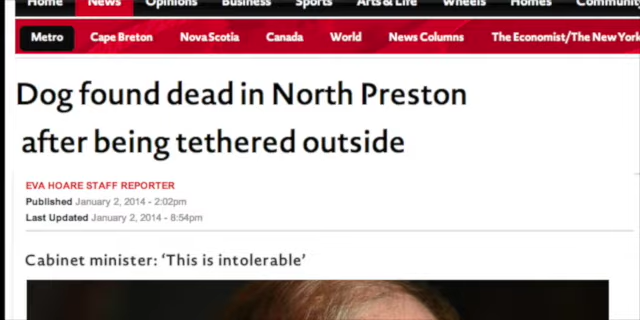 Home News Opinions Business Sports Arts & Life Wheels Homes Community
Metro Cape Breton Nova Scotia Canada World News Columns The Economist/The New York
Dog found dead in North Preston
after being tethered outside
EVA HOARE STAFF REPORTER
Published January 2, 2014 - 2:02pm
Last Updated January 2, 2014 - 8:54pm
Cabinet minister: ‘This is intolerable’